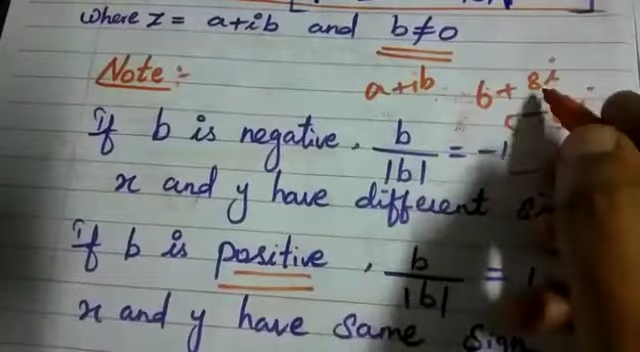 where z = a+ib and b≠0
Note:-
a+ib 6+8i
if b is negative, b/|b| = -1
x and y have different
if b is positive, b/|b| = 1
x and y have same sign